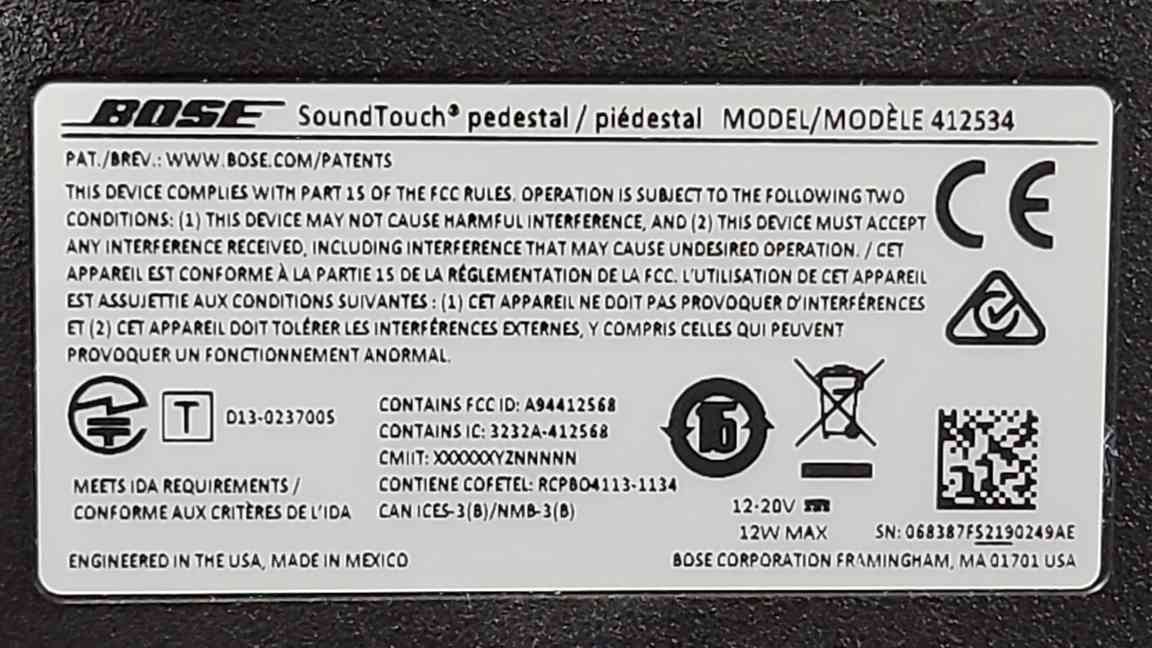 BOSE SoundTouch® pedestal / piédestal MODEL/MODÈLE 412534
PAT./BREV.: WWW.BOSE.COM/PATENTS
THIS DEVICE COMPLIES WITH PART 15 OF THE FCC RULES. OPERATION IS SUBJECT TO THE FOLLOWING TWO
CONDITIONS: (1) THIS DEVICE MAY NOT CAUSE HARMFUL INTERFERENCE, AND (2) THIS DEVICE MUST ACCEPT
ANY INTERFERENCE RECEIVED, INCLUDING INTERFERENCE THAT MAY CAUSE UNDESIRED OPERATION. / CET
APPAREIL EST CONFORME À LA PARTIE 15 DE LA RÉGLEMENTATION DE LA FCC. L'UTILISATION DE CET APPAREIL
EST ASSUJETTIE AUX CONDITIONS SUIVANTES : (1) CET APPAREIL NE DOIT PAS PROVOQUER D'INTERFÉRENCES
ET (2) CET APPAREIL DOIT TOLÉRER LES INTERFÉRENCES EXTERNES, Y COMPRIS CELLES QUI PEUVENT
PROVOQUER UN FONCTIONNEMENT ANORMAL.
CE
T D13-0237005
MEETS IDA REQUIREMENTS /
CONFORME AUX CRITÈRES DE L'IDA
CONTAINS FCC ID: A94412568
CONTAINS IC: 3232A-412568
CMIIT: XXXXXXYZNNNNN
CONTIENE COFETEL: RCPBO4113-1134
CAN ICES-3(B)/NMB-3(B)
15
12-20V
12W MAX
SN: 068387F52190249AE
ENGINEERED IN THE USA, MADE IN MEXICO
BOSE CORPORATION FRAMINGHAM, MA 01701 USA